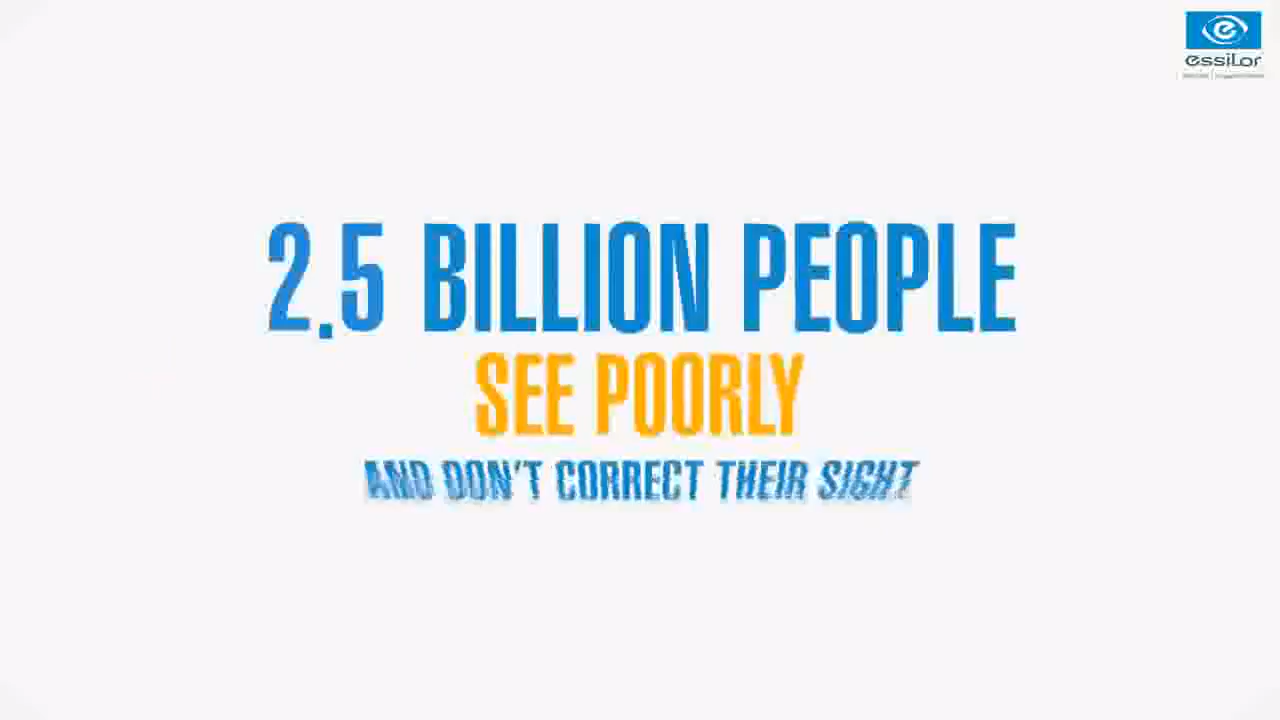 essilor
2.5 BILLION PEOPLE
SEE POORLY
AND DON'T CORRECT THEIR SIGHT